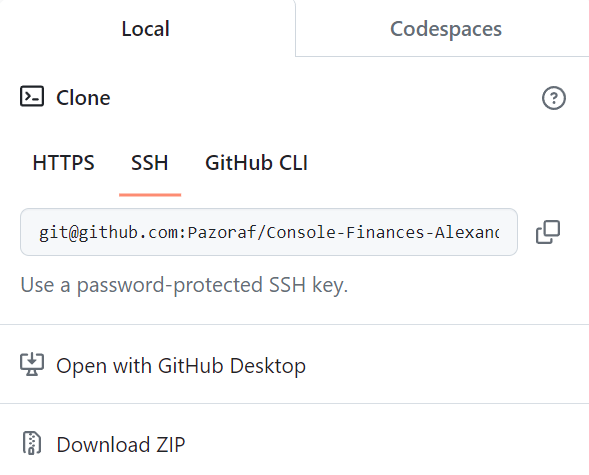 Local Codespaces
Clone
HTTPS SSH GitHub CLI
git@github.com:Pazoraf/Console-Finances-Alexand
Use a password-protected SSH key.
Open with GitHub Desktop
Download ZIP